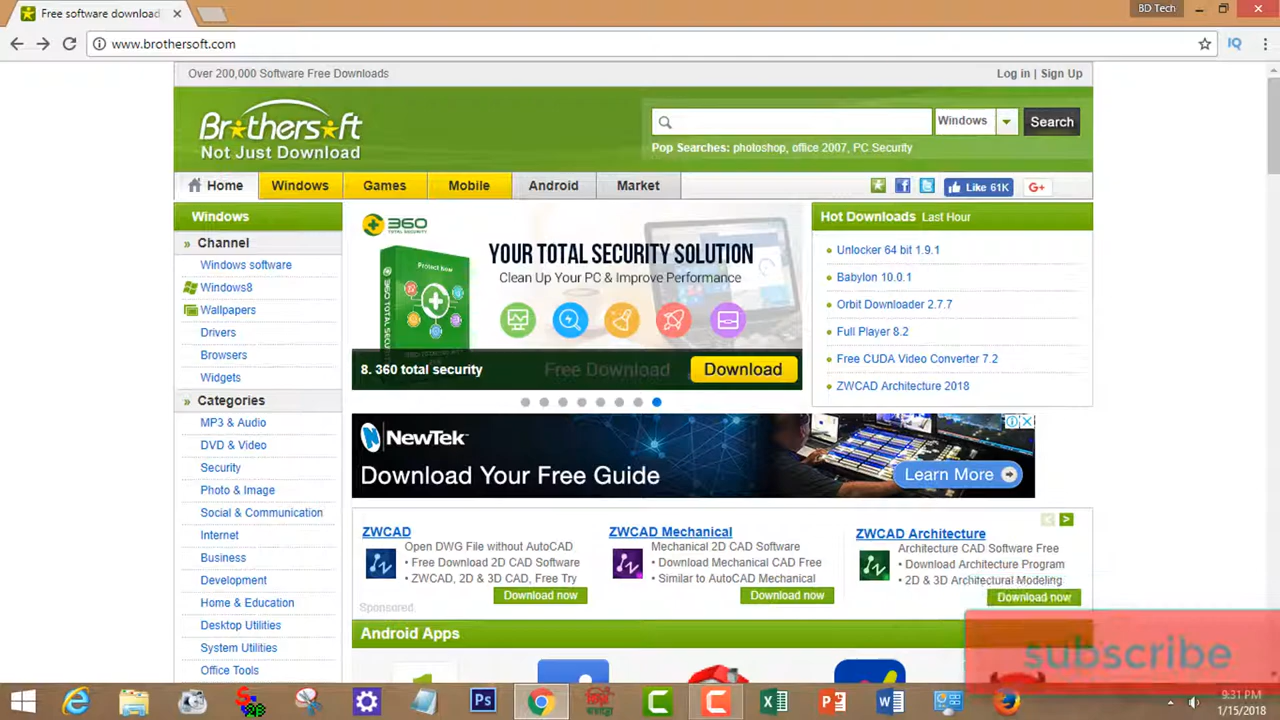 Free software download
BD Tech
www.brothersoft.com
Over 200,000 Software Free Downloads
Log in | Sign Up
Brothersoft
Not Just Download
Windows
Search
Pop Searches: photoshop, office 2007, PC Security
Home
Windows
Games
Mobile
Android
Market
Like 61K
G+
Windows
» Channel
Windows software
Windows8
Wallpapers
Drivers
Browsers
Widgets
» Categories
MP3 & Audio
DVD & Video
Security
Photo & Image
Social & Communication
Internet
Business
Development
Home & Education
Desktop Utilities
System Utilities
Office Tools
360
TOTAL SECURITY
YOUR TOTAL SECURITY SOLUTION
Clean Up Your PC & Improve Performance
Protect Now
360 TOTAL SECURITY
8. 360 total security
Free Download
Download
Hot Downloads Last Hour
Unlocker 64 bit 1.9.1
Babylon 10.0.1
Orbit Downloader 2.7.7
Full Player 8.2
Free CUDA Video Converter 7.2
ZWCAD Architecture 2018
NewTek
Download Your Free Guide
Learn More
ZWCAD
Open DWG File without AutoCAD
• Free Download 2D CAD Software
• ZWCAD, 2D & 3D CAD, Free Try
Download now
ZWCAD Mechanical
Mechanical 2D CAD Software
• Download Mechanical CAD Free
• Similar to AutoCAD Mechanical
Download now
ZWCAD Architecture
Architecture CAD Software Free
• Download Architecture Program
• 2D & 3D Architectural Modeling
Download now
Sponsored
Android Apps
subscribe
Ps
9:31 PM
1/15/2018